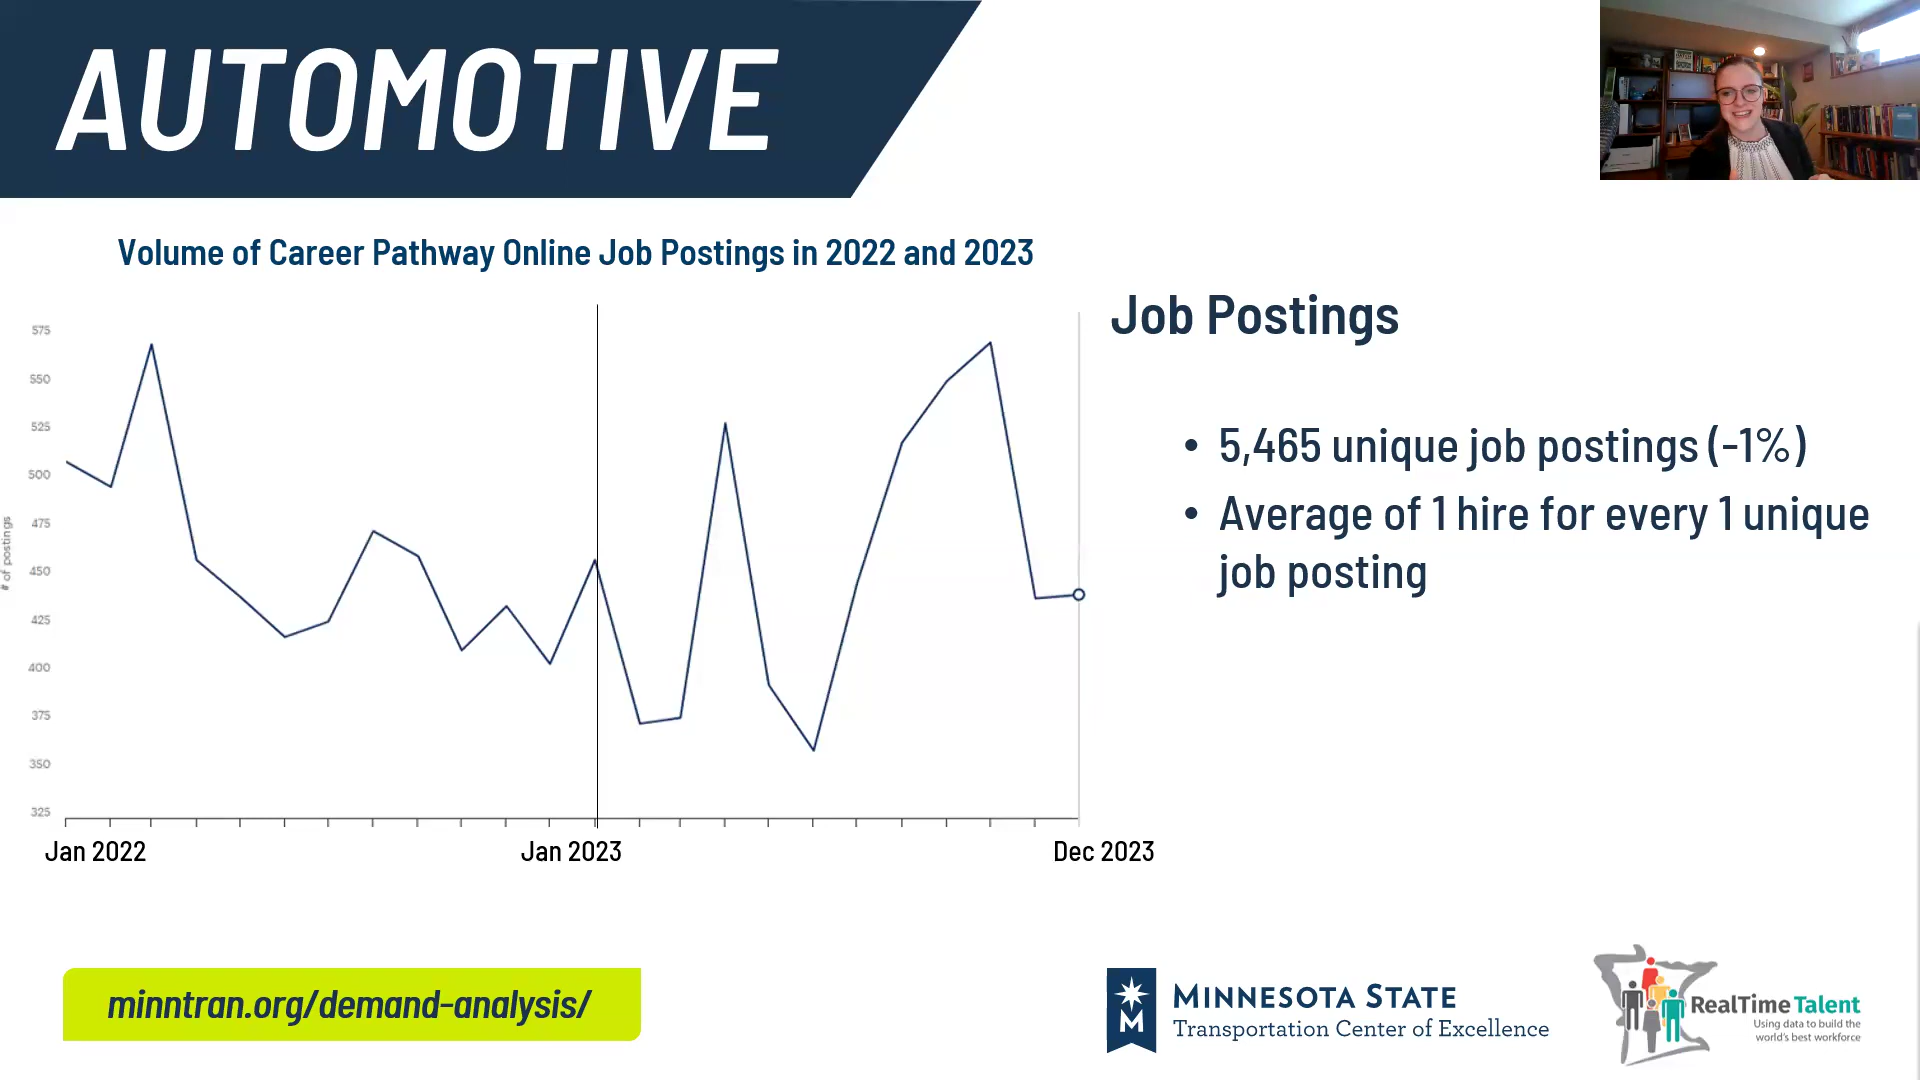 AUTOMOTIVE
Volume of Career Pathway Online Job Postings in 2022 and 2023
# of postings
575
550
525
500
475
450
425
400
375
350
325
Jan 2022
Jan 2023
Dec 2023
Job Postings
• 5,465 unique job postings (-1%)
• Average of 1 hire for every 1 unique
job posting
minntran.org/demand-analysis/
M
MINNESOTA STATE
Transportation Center of Excellence
RealTime Talent
Using data to build the
world's best workforce